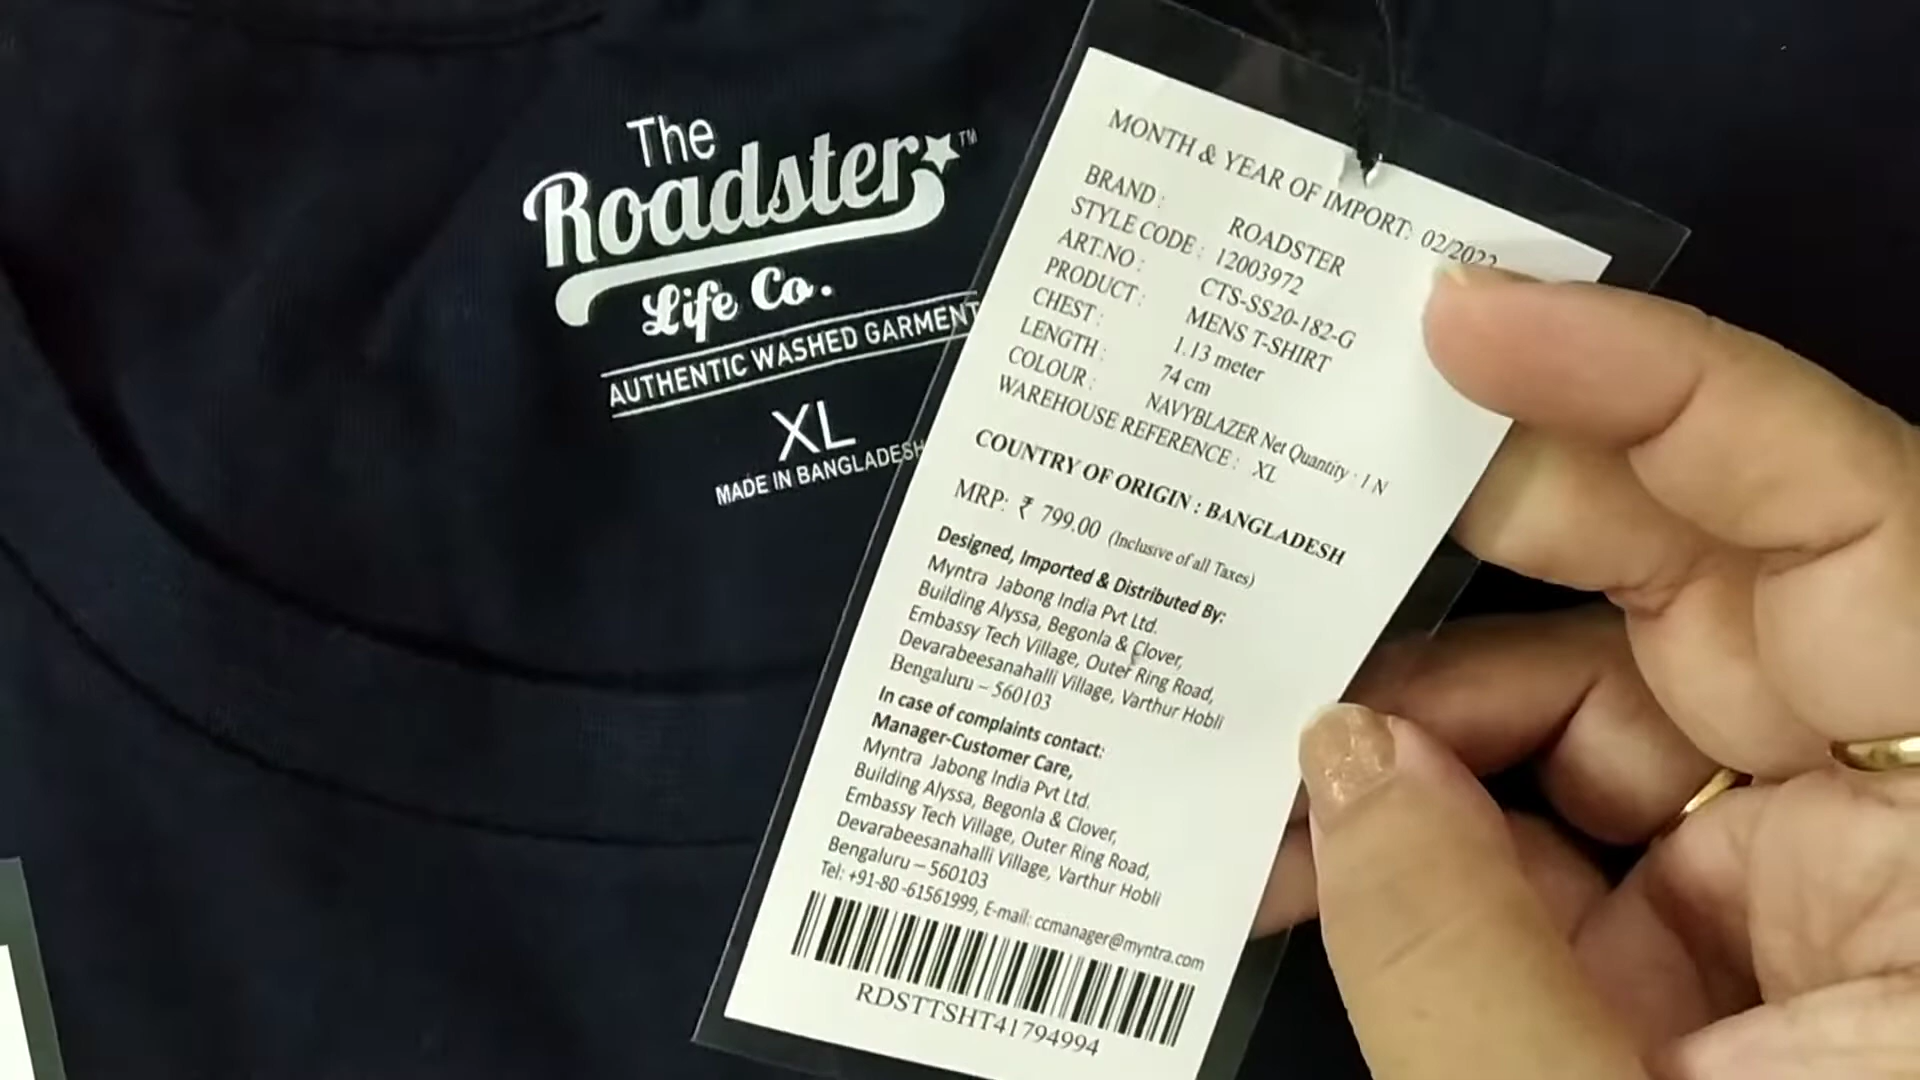 The
Roadster™
Life Co.
AUTHENTIC WASHED GARMENT
XL
MADE IN BANGLADESH
MONTH & YEAR OF IMPORT: 02/2022
BRAND : ROADSTER
STYLE CODE : 12003972
ART.NO : CTS-SS20-182-G
PRODUCT : MENS T-SHIRT
CHEST : 1.13 meter
LENGTH : 74 cm
COLOUR : NAVYBLAZER Net Quantity : 1 N
WAREHOUSE REFERENCE : XL
COUNTRY OF ORIGIN : BANGLADESH
MRP: ₹ 799.00 (Inclusive of all Taxes)
Designed, Imported & Distributed By:
Myntra Jabong India Pvt Ltd.
Building Alyssa, Begonla & Clover,
Embassy Tech Village, Outer Ring Road,
Devarabeesanahalli Village, Varthur Hobli
Bengaluru – 560103
In case of complaints contact:
Manager-Customer Care,
Myntra Jabong India Pvt Ltd.
Building Alyssa, Begonla & Clover,
Embassy Tech Village, Outer Ring Road,
Devarabeesanahalli Village, Varthur Hobli
Bengaluru – 560103
Tel: +91-80 -61561999, E-mail: ccmanager@myntra.com
RDSTTSHT41794994